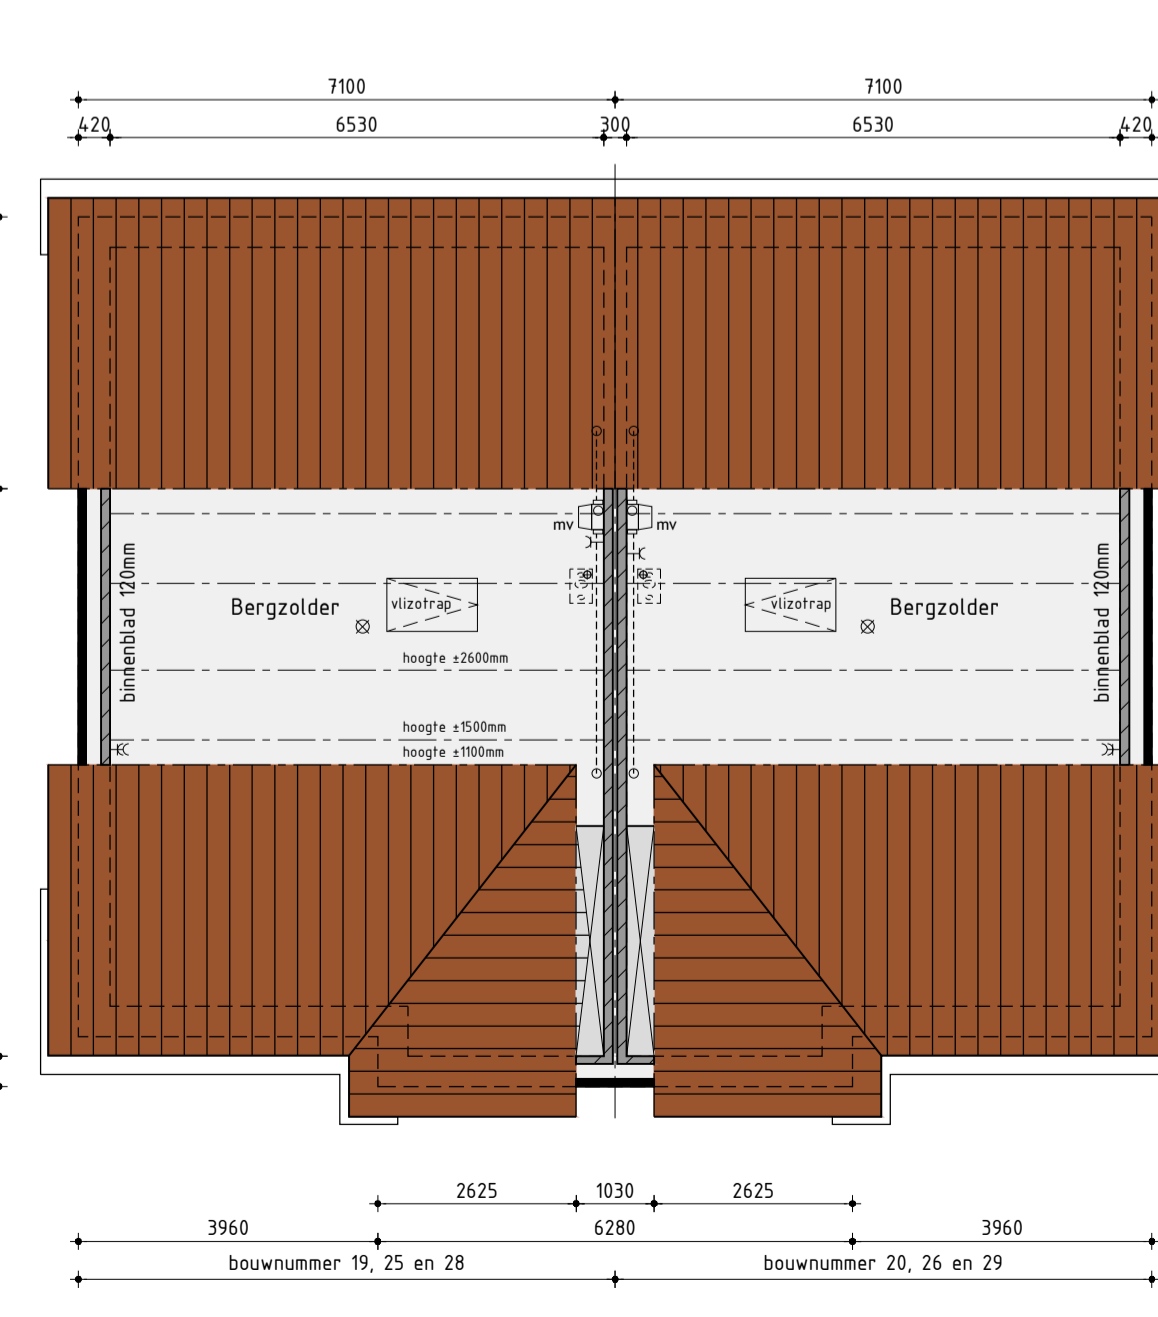 7100 7100
420 6530 300 6530 420
mv mv
binnenblad 120mm
Bergzolder
vlizotrap
vlizotrap
Bergzolder
binnenblad 120mm
hoogte ±2600mm
hoogte ±1500mm
hoogte ±1100mm
2625 1030 2625
3960 6280 3960
bouwnummer 19, 25 en 28 bouwnummer 20, 26 en 29